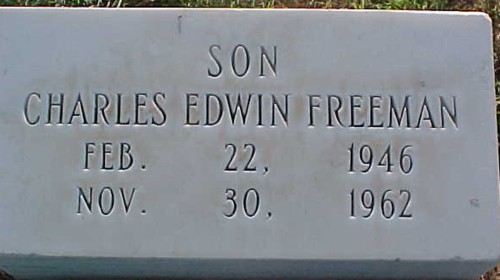 SON
CHARLES EDWIN FREEMAN
FEB. 22, 1946
NOV. 30, 1962